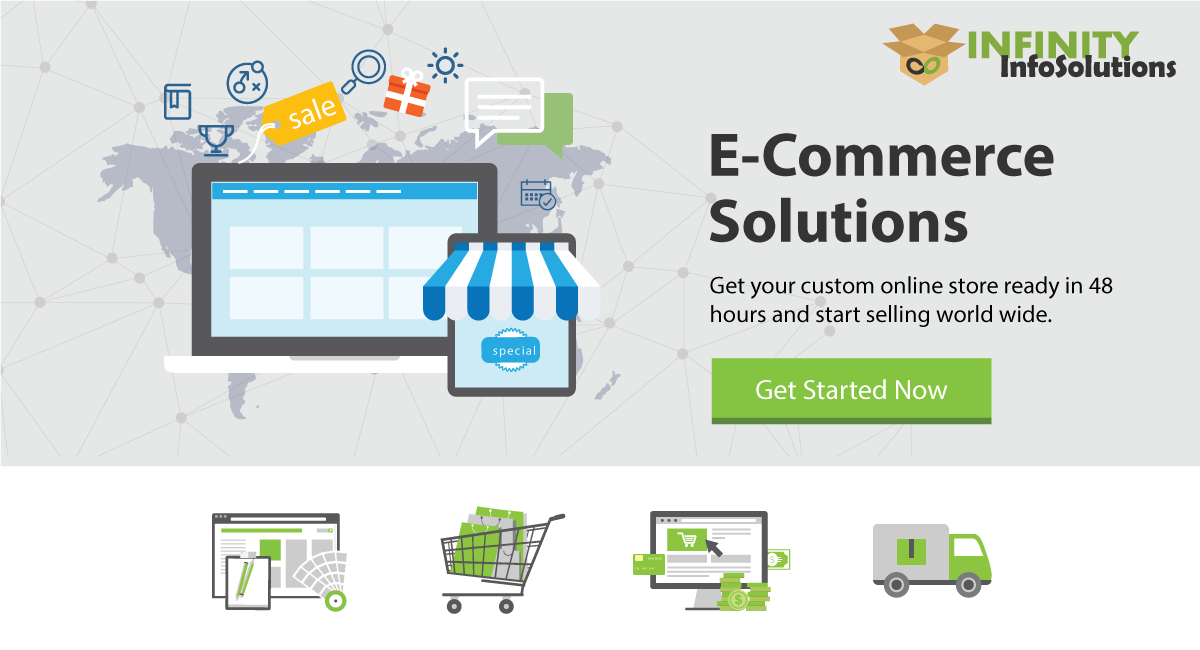 INFINITY
InfoSolutions
sale
E-Commerce
Solutions
Get your custom online store ready in 48
hours and start selling world wide.
special
Get Started Now